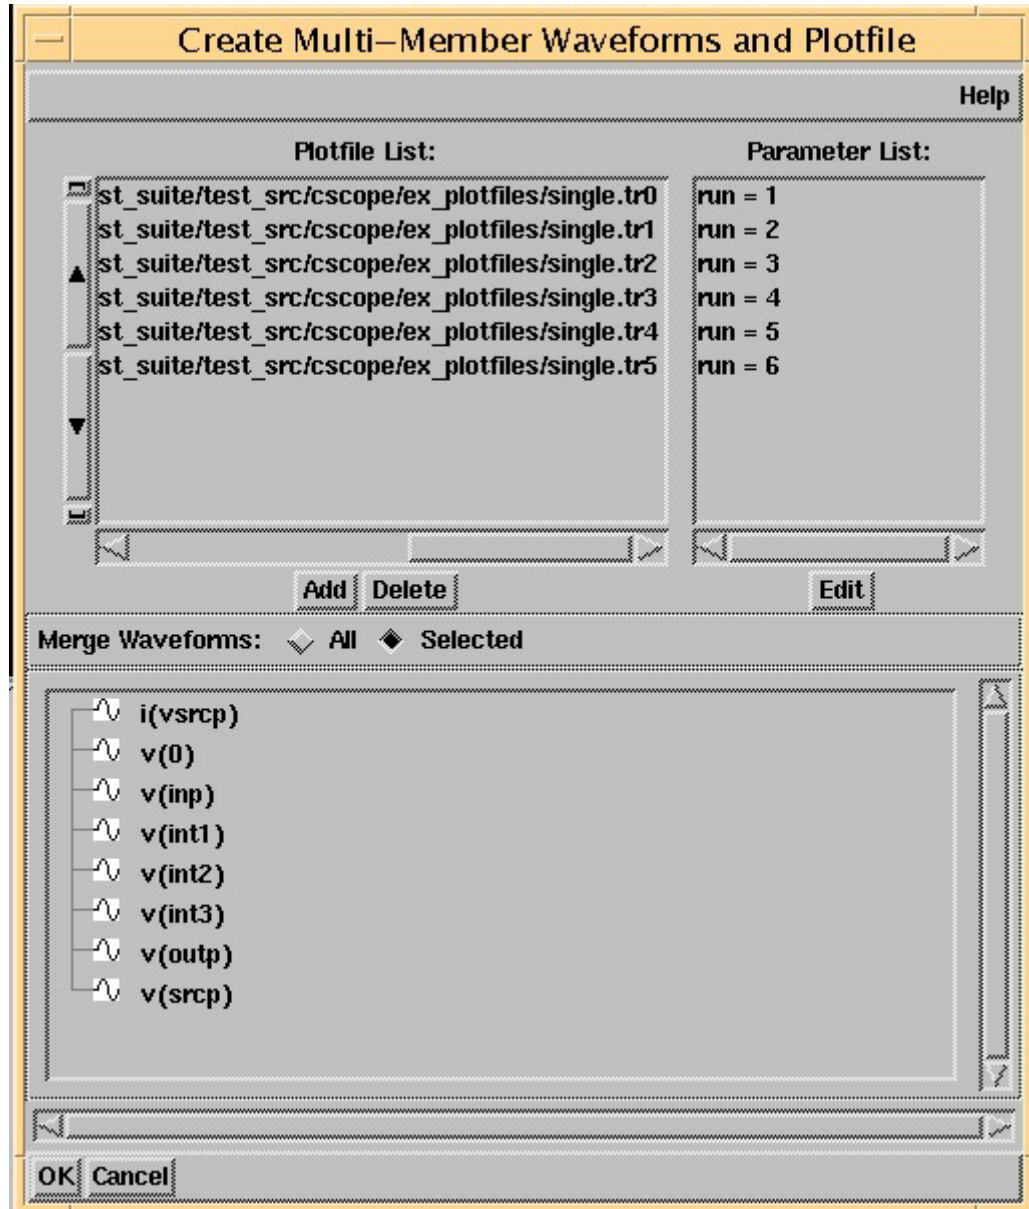 Create Multi-Member Waveforms and Plotfile
Help
Plotfile List:
Parameter List:
st_suite/test_src/cscope/ex_plotfiles/single.tr0
st_suite/test_src/cscope/ex_plotfiles/single.tr1
st_suite/test_src/cscope/ex_plotfiles/single.tr2
st_suite/test_src/cscope/ex_plotfiles/single.tr3
st_suite/test_src/cscope/ex_plotfiles/single.tr4
st_suite/test_src/cscope/ex_plotfiles/single.tr5
run = 1
run = 2
run = 3
run = 4
run = 5
run = 6
Add Delete
Edit
Merge Waveforms: All Selected
i(vsrcp)
v(0)
v(inp)
v(int1)
v(int2)
v(int3)
v(outp)
v(srcp)
OK Cancel